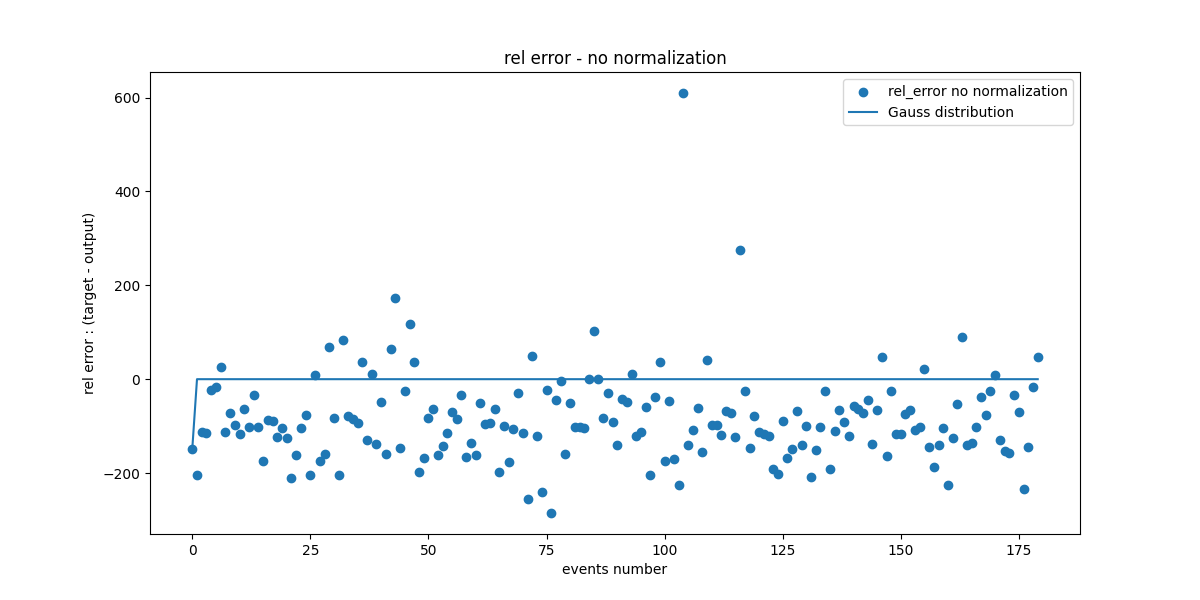 rel error - no normalization
rel_error no normalization
Gauss distribution
600
400
200
0
−200
rel error : (target - output)
0
25
50
75
100
125
150
175
events number